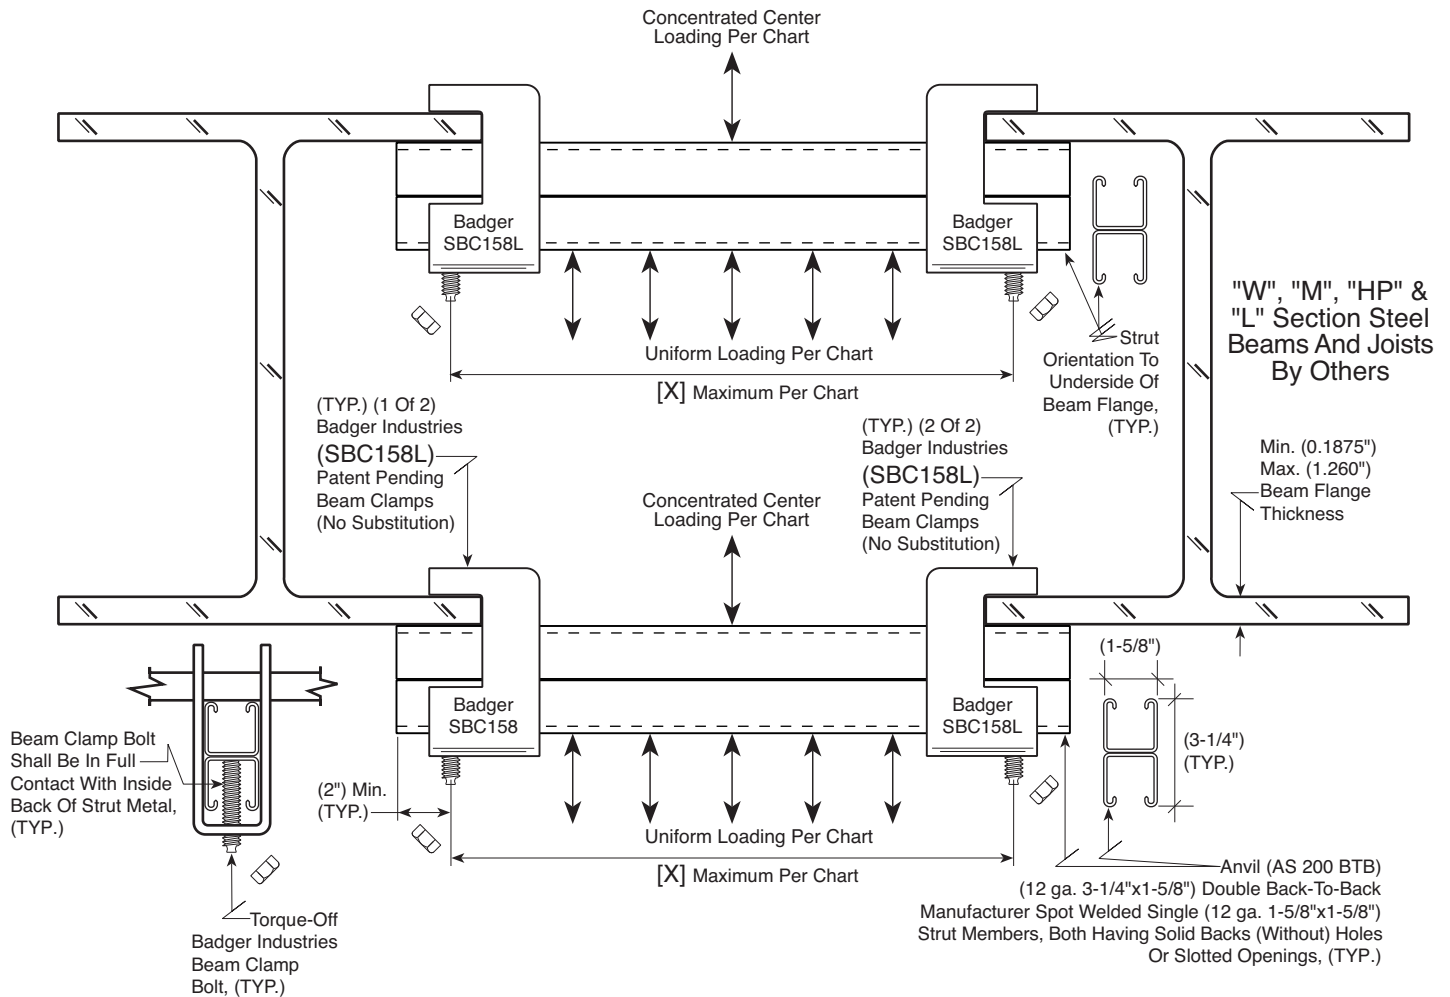 Concentrated Center
Loading Per Chart
Badger
SBC158L
Badger
SBC158L
Uniform Loading Per Chart
[X] Maximum Per Chart
Strut
Orientation To
Underside Of
Beam Flange,
(TYP.)
"W", "M", "HP" &
"L" Section Steel
Beams And Joists
By Others
(TYP.) (1 Of 2)
Badger Industries
(SBC158L)
Patent Pending
Beam Clamps
(No Substitution)
Concentrated Center
Loading Per Chart
(TYP.) (2 Of 2)
Badger Industries
(SBC158L)
Patent Pending
Beam Clamps
(No Substitution)
Min. (0.1875")
Max. (1.260")
Beam Flange
Thickness
Badger
SBC158
Badger
SBC158L
(1-5/8")
(3-1/4")
(TYP.)
Beam Clamp Bolt
Shall Be In Full
Contact With Inside
Back Of Strut Metal,
(TYP.)
(2") Min.
(TYP.)
Uniform Loading Per Chart
[X] Maximum Per Chart
Torque-Off
Badger Industries
Beam Clamp
Bolt, (TYP.)
Anvil (AS 200 BTB)
(12 ga. 3-1/4"x1-5/8") Double Back-To-Back
Manufacturer Spot Welded Single (12 ga. 1-5/8"x1-5/8")
Strut Members, Both Having Solid Backs (Without) Holes
Or Slotted Openings, (TYP.)